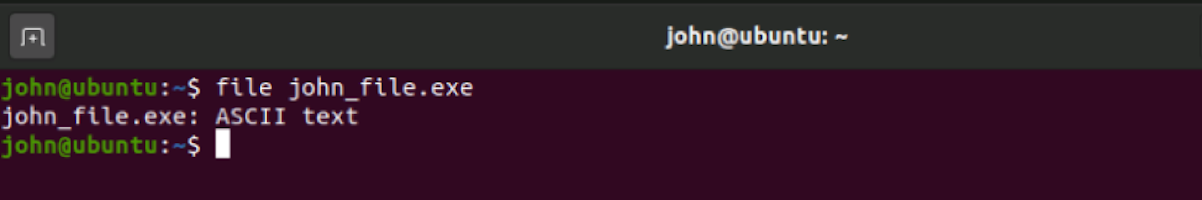 john@ubuntu: ~
john@ubuntu:~$ file john_file.exe
john_file.exe: ASCII text
john@ubuntu:~$